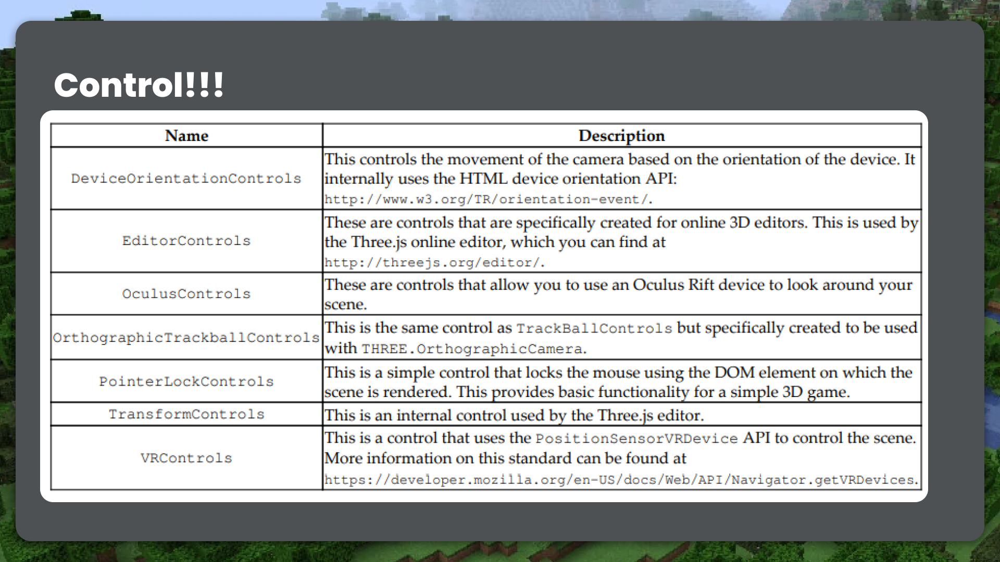 Control!!!
Name Description
DeviceOrientationControls
This controls the movement of the camera based on the orientation of the device. It
internally uses the HTML device orientation API:
http://www.w3.org/TR/orientation-event/.
EditorControls
These are controls that are specifically created for online 3D editors. This is used by
the Three.js online editor, which you can find at
http://threejs.org/editor/.
OculusControls
These are controls that allow you to use an Oculus Rift device to look around your
scene.
OrthographicTrackballControls
This is the same control as TrackBallControls but specifically created to be used
with THREE.OrthographicCamera.
PointerLockControls
This is a simple control that locks the mouse using the DOM element on which the
scene is rendered. This provides basic functionality for a simple 3D game.
TransformControls
This is an internal control used by the Three.js editor.
VRControls
This is a control that uses the PositionSensorVRDevice API to control the scene.
More information on this standard can be found at
https://developer.mozilla.org/en-US/docs/Web/API/Navigator.getVRDevices.